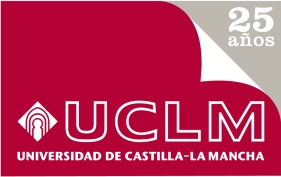 25
años
UCLM
UNIVERSIDAD DE CASTILLA~LA MANCHA